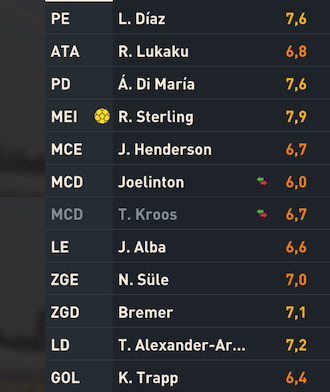 PE L. Díaz 7,6
ATA R. Lukaku 6,8
PD Á. Di María 7,6
MEI R. Sterling 7,9
MCE J. Henderson 6,7
MCD Joelinton 6,0
MCD T. Kroos 6,7
LE J. Alba 6,6
ZGE N. Süle 7,0
ZGD Bremer 7,1
LD T. Alexander-Ar... 7,2
GOL K. Trapp 6,4